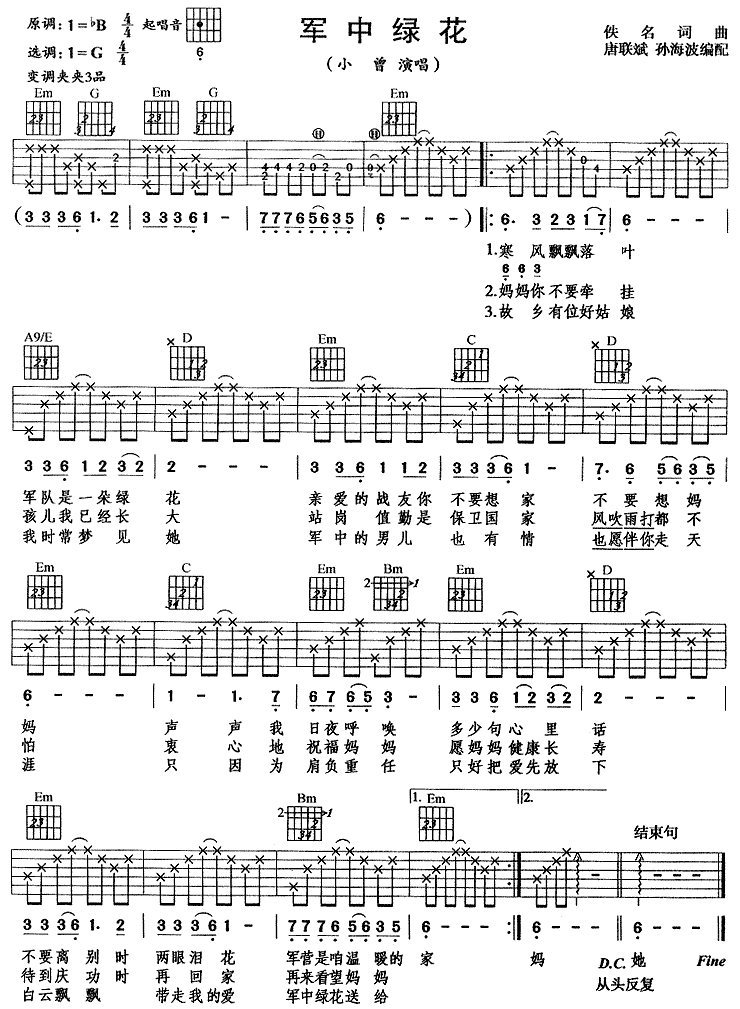 军中绿花
原调：1=♭B 4/4 起唱音
选调：1=G 4/4 6
变调夹夹3品
（小 曾 演唱）
佚 名 词 曲
唐联斌 孙海波编配
Em G Em G Em
(3 3 3 6 1. 2 | 3 3 3 6 1 - | 7 7 7 6 5 6 3 5 | 6 - - - ) |: 6. 3 2 3 1 7 | 6 - - -
1.寒 风飘飘落 叶
6 6 3
2.妈妈你不要牵 挂
3.故 乡有位好姑 娘
A9/E D Em C D
3 3 6 1 2 3 2 | 2 - - - | 3 3 6 1 1 2 | 3 3 3 6 1 - | 7. 6 5 6 3 5
军队是一朵绿 花 亲爱的战友你 不要想 家 不要想妈
孩儿我已经长 大 站岗 值勤是 保卫国 家 风吹雨打都不
我时常梦 见 她 军中的男儿 也有 情 也愿伴你走天
Em C Em Bm Em D
6 - - - | 1 - 1. 7 | 6 7 6 5 3 - | 3 3 6 1 2 3 2 | 2 - - -
妈 声 声我 日夜呼 唤 多少句心里 话
怕 衷 心地 祝福妈 妈 愿妈妈健康长 寿
涯 只 因为 肩负重 任 只好把爱先放 下
Em Bm 1. Em 2.
结束句
3 3 3 6 1. 2 | 3 3 3 6 1 - | 7 7 7 6 5 6 3 5 | 6 - - - :| 6 - - || 6 - - ||
不要离 别时 两眼泪 花 军营是咱温 暖的 家 妈 D.C. 她 Fine
待到庆 功时 再 回家 再来看望妈妈 从头反复
白云飘飘 带走我的爱 军中绿花送 给